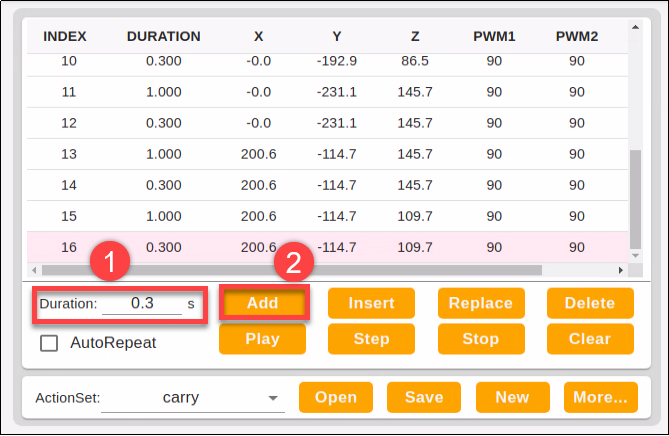 INDEX DURATION X Y Z PWM1 PWM2
10 0.300 -0.0 -192.9 86.5 90 90
11 1.000 -0.0 -231.1 145.7 90 90
12 0.300 -0.0 -231.1 145.7 90 90
13 1.000 200.6 -114.7 145.7 90 90
14 0.300 200.6 -114.7 145.7 90 90
15 1.000 200.6 -114.7 109.7 90 90
16 0.300 200.6 -114.7 109.7 90 90
1 2
Duration: 0.3 s Add Insert Replace Delete
AutoRepeat Play Step Stop Clear
ActionSet: carry Open Save New More...